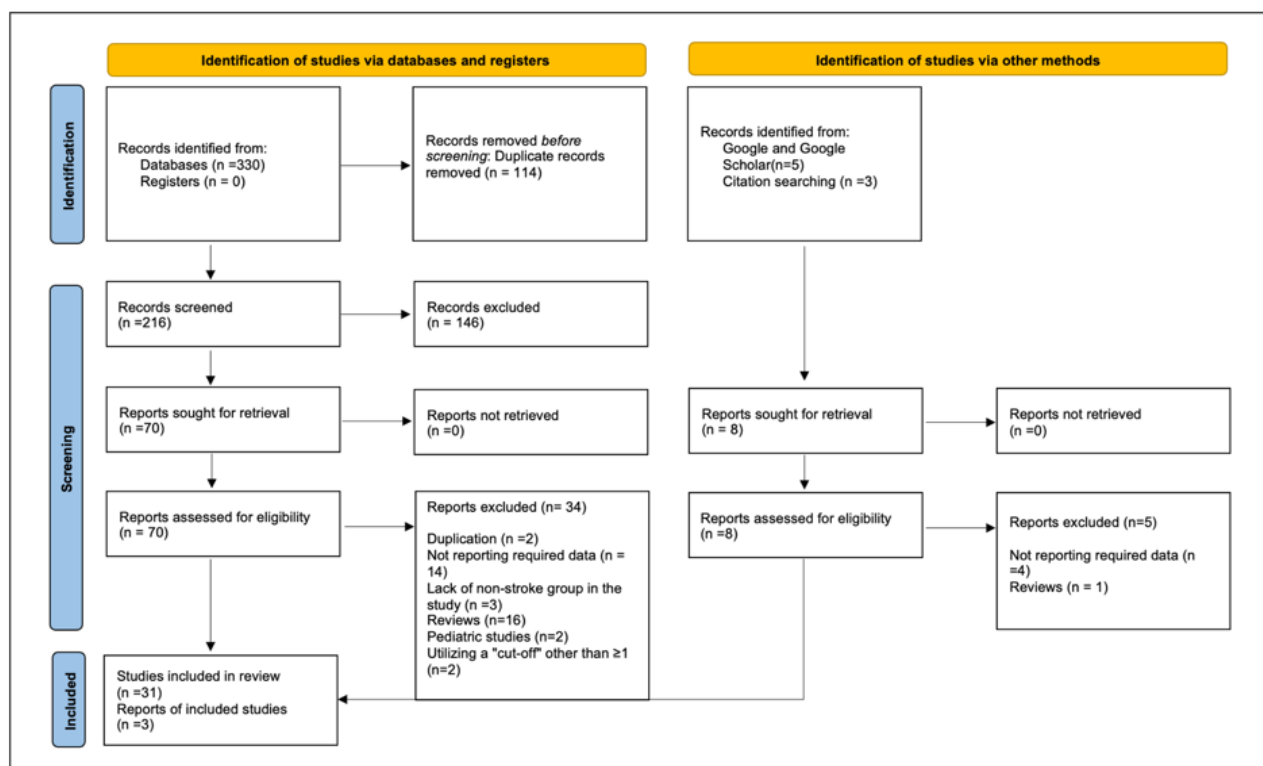 Identification of studies via databases and registers
Identification of studies via other methods
Identification
Records identified from:
Databases (n =330)
Registers (n = 0)
Records removed before
screening: Duplicate records
removed (n = 114)
Records identified from:
Google and Google
Scholar(n=5)
Citation searching (n =3)
Screening
Records screened
(n =216)
Records excluded
(n = 146)
Reports sought for retrieval
(n =70)
Reports not retrieved
(n =0)
Reports sought for retrieval
(n = 8)
Reports not retrieved
(n =0)
Reports assessed for eligibility
(n = 70)
Reports excluded (n= 34)
Duplication (n =2)
Not reporting required data (n =
14)
Lack of non-stroke group in the
study (n =3)
Reviews (n=16)
Pediatric studies (n=2)
Utilizing a "cut-off" other than ≥1
(n=2)
Reports assessed for eligibility
(n =8)
Reports excluded (n=5)
Not reporting required data (n
=4)
Reviews (n = 1)
Included
Studies included in review
(n =31)
Reports of included studies
(n =3)